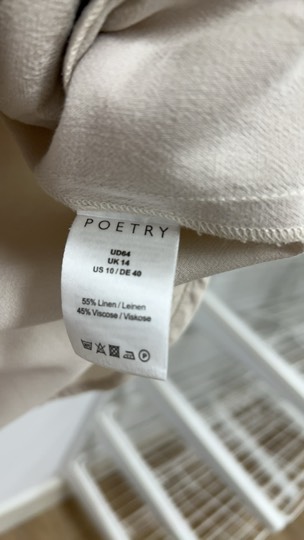 POETRY
UD64
UK 14
US 10 / DE 40
55% Linen / Leinen
45% Viscose / Viskose